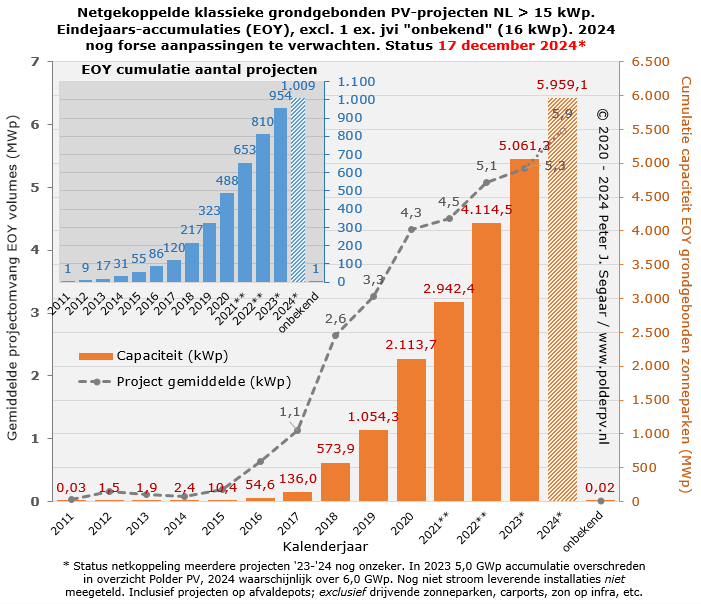 Netgekoppelde klassieke grondgebonden PV-projecten NL > 15 kWp.
Eindejaars-accumulaties (EOY), excl. 1 ex. jvi "onbekend" (16 kWp). 2024
nog forse aanpassingen te verwachten. Status 17 december 2024*
EOY cumulatie aantal projecten
1 9 17 31 55 86 120 217 323 488 653 810 954 1.009 1
1.100
1.000
900
800
700
600
500
400
300
200
100
0
2011 2012 2013 2014 2015 2016 2017 2018 2019 2020 2021** 2022** 2023* 2024* onbekend
Gemiddelde projectomvang EOY volumes (MWp)
7
6
5
4
3
2
1
0
Cumulatie capaciteit EOY grondgebonden zonneparken (MWp)
6.500
6.000
5.500
5.000
4.500
4.000
3.500
3.000
2.500
2.000
1.500
1.000
500
0
© 2020 - 2024 Peter J. Segaar / www.polderpv.nl
Capaciteit (kWp)
Project gemiddelde (kWp)
0,03 1,5 1,9 2,4 10,4 54,6 136,0 573,9 1.054,3 2.113,7 2.942,4 4.114,5 5.061,3 5.959,1 0,02
1,1 2,6 3,3 4,3 4,5 5,1 5,3 5,9
2011 2012 2013 2014 2015 2016 2017 2018 2019 2020 2021** 2022** 2023* 2024* onbekend
Kalenderjaar
* Status netkoppeling meerdere projecten '23-'24 nog onzeker. In 2023 5,0 GWp accumulatie overschreden
in overzicht Polder PV, 2024 waarschijnlijk over 6,0 GWp. Nog niet stroom leverende installaties niet
meegeteld. Inclusief projecten op afvaldepots; exclusief drijvende zonneparken, carports, zon op infra, etc.